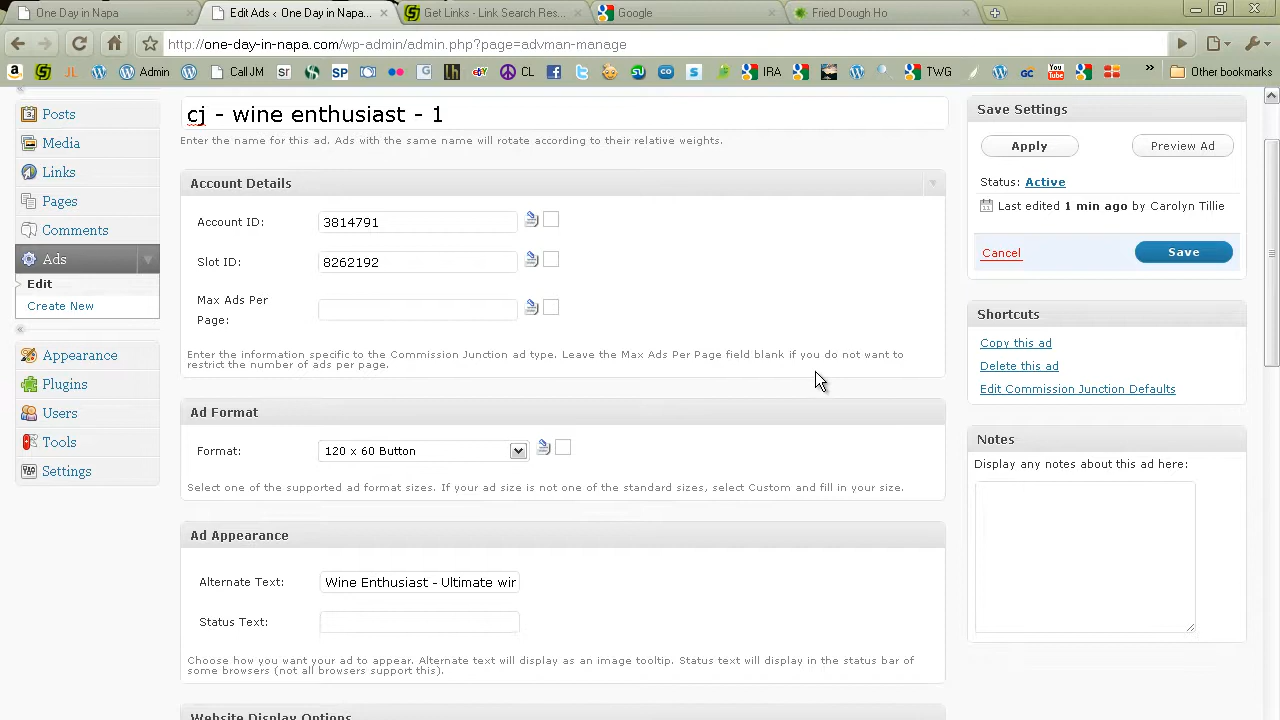 One Day in Napa
Edit Ads ‹ One Day in Napa...
Get Links - Link Search Res...
Google
Fried Dough Ho
http://one-day-in-napa.com/wp-admin/admin.php?page=advman-manage
JL
Admin
Call JM
sr
SP
lh
CL
IRA
TWG
GC
»
Other bookmarks
Posts
Media
Links
Pages
Comments
Ads
Edit
Create New
Appearance
Plugins
Users
Tools
Settings
cj - wine enthusiast - 1
Enter the name for this ad. Ads with the same name will rotate according to their relative weights.
Account Details
Account ID: 3814791
Slot ID: 8262192
Max Ads Per
Page:
Enter the information specific to the Commission Junction ad type. Leave the Max Ads Per Page field blank if you do not want to
restrict the number of ads per page.
Ad Format
Format: 120 x 60 Button
Select one of the supported ad format sizes. If your ad size is not one of the standard sizes, select Custom and fill in your size.
Ad Appearance
Alternate Text: Wine Enthusiast - Ultimate wir
Status Text:
Choose how you want your ad to appear. Alternate text will display as an image tooltip. Status text will display in the status bar of
some browsers (not all browsers support this).
Website Display Options
Save Settings
Apply
Preview Ad
Status: Active
Last edited 1 min ago by Carolyn Tillie
Cancel
Save
Shortcuts
Copy this ad
Delete this ad
Edit Commission Junction Defaults
Notes
Display any notes about this ad here: